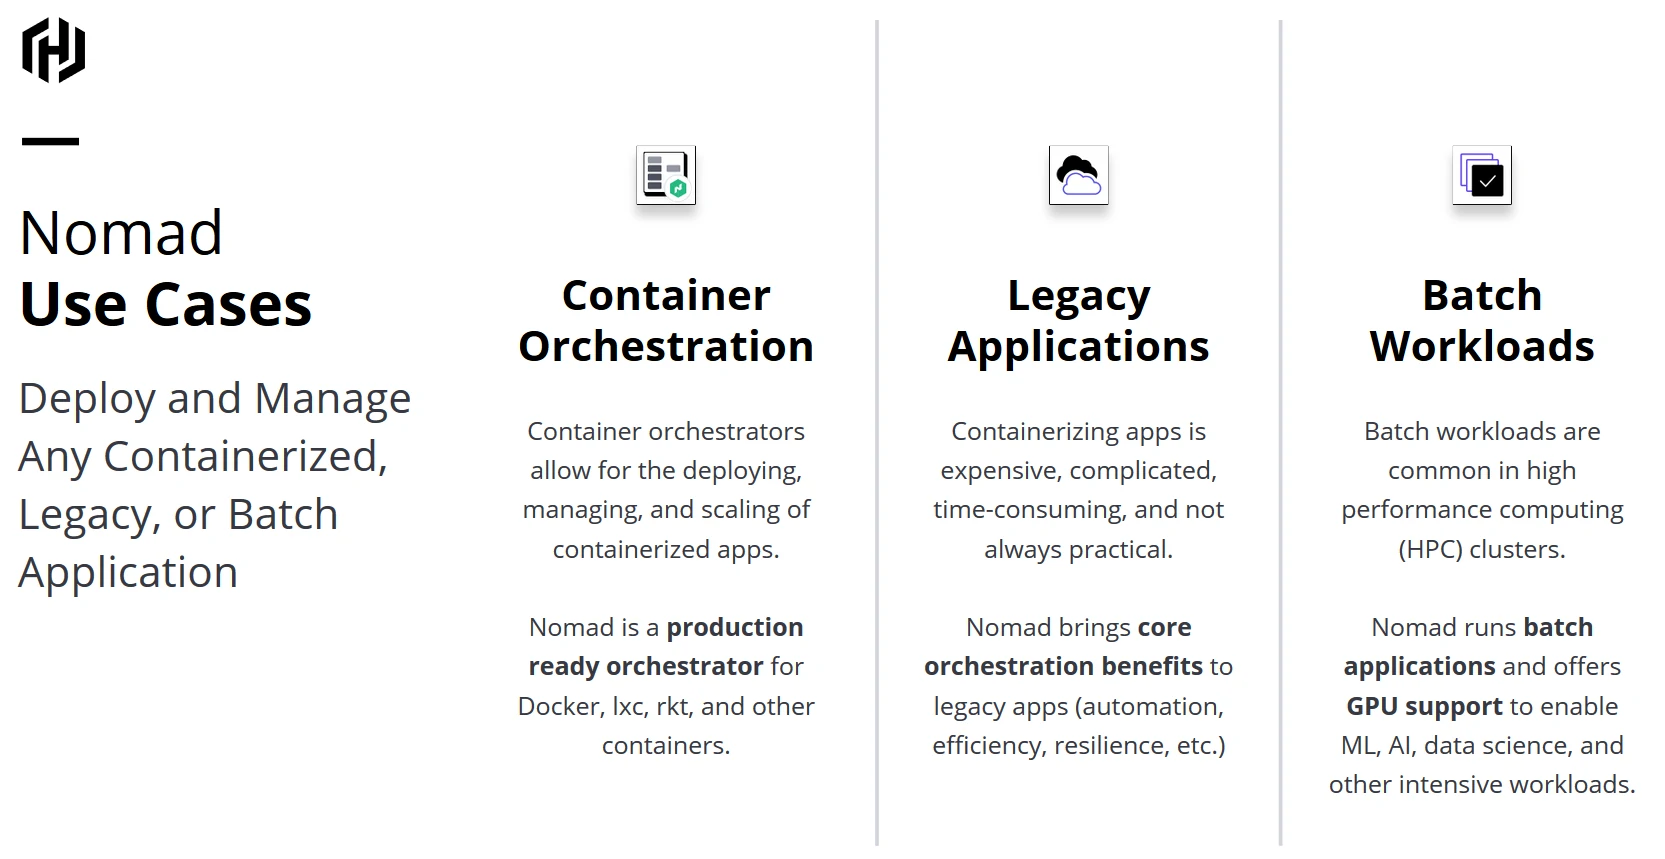 Nomad
Use Cases
Deploy and Manage
Any Containerized,
Legacy, or Batch
Application
Container
Orchestration
Container orchestrators
allow for the deploying,
managing, and scaling of
containerized apps.
Nomad is a production
ready orchestrator for
Docker, lxc, rkt, and other
containers.
Legacy
Applications
Containerizing apps is
expensive, complicated,
time-consuming, and not
always practical.
Nomad brings core
orchestration benefits to
legacy apps (automation,
efficiency, resilience, etc.)
Batch
Workloads
Batch workloads are
common in high
performance computing
(HPC) clusters.
Nomad runs batch
applications and offers
GPU support to enable
ML, AI, data science, and
other intensive workloads.